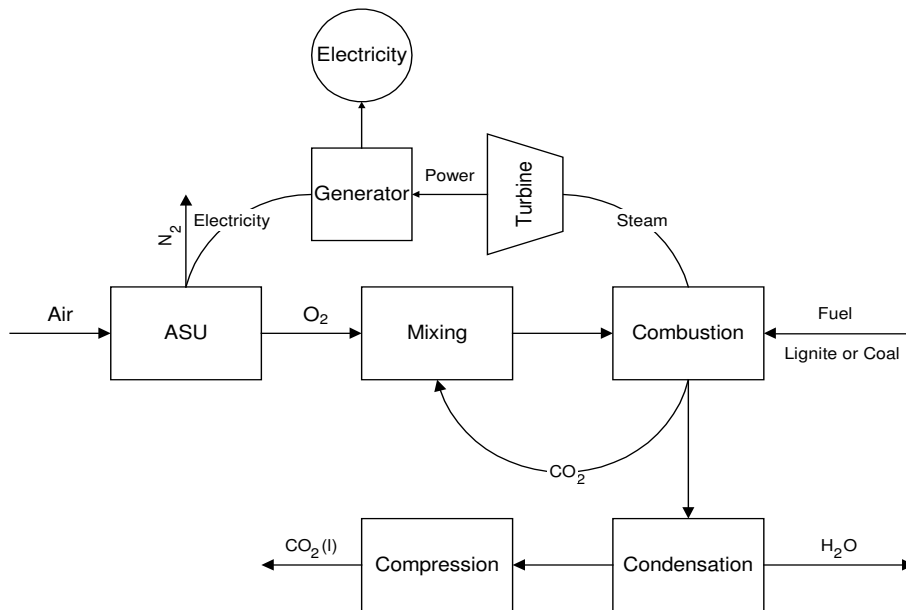 Electricity
Generator
Power
Turbine
Steam
Electricity
N₂
Air
ASU
O₂
Mixing
Combustion
Fuel
Lignite or Coal
CO₂
CO₂(l)
Compression
Condensation
H₂O